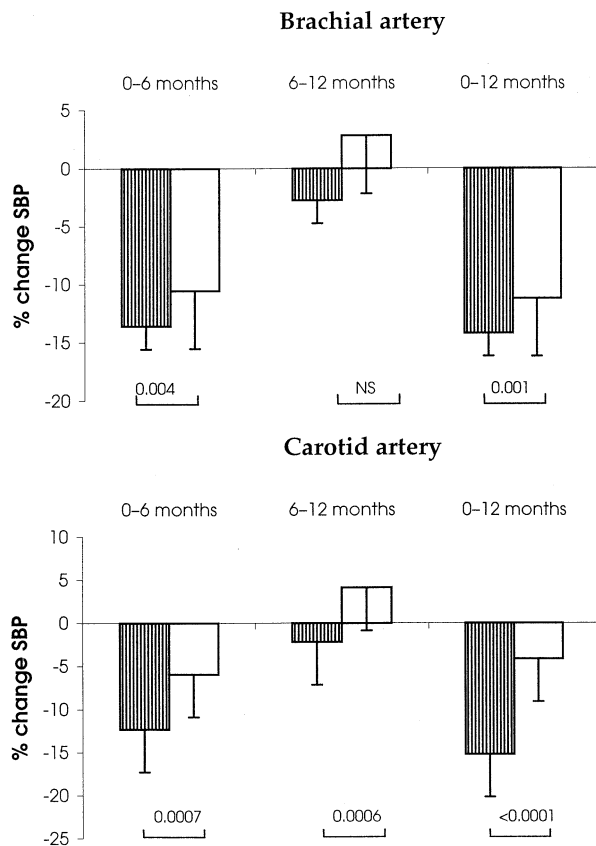 Brachial artery
0–6 months 6–12 months 0–12 months
5
0
-5
-10
-15
-20
% change SBP
0.004 NS 0.001
Carotid artery
0–6 months 6–12 months 0–12 months
10
5
0
-5
-10
-15
-20
-25
% change SBP
0.0007 0.0006 <0.0001